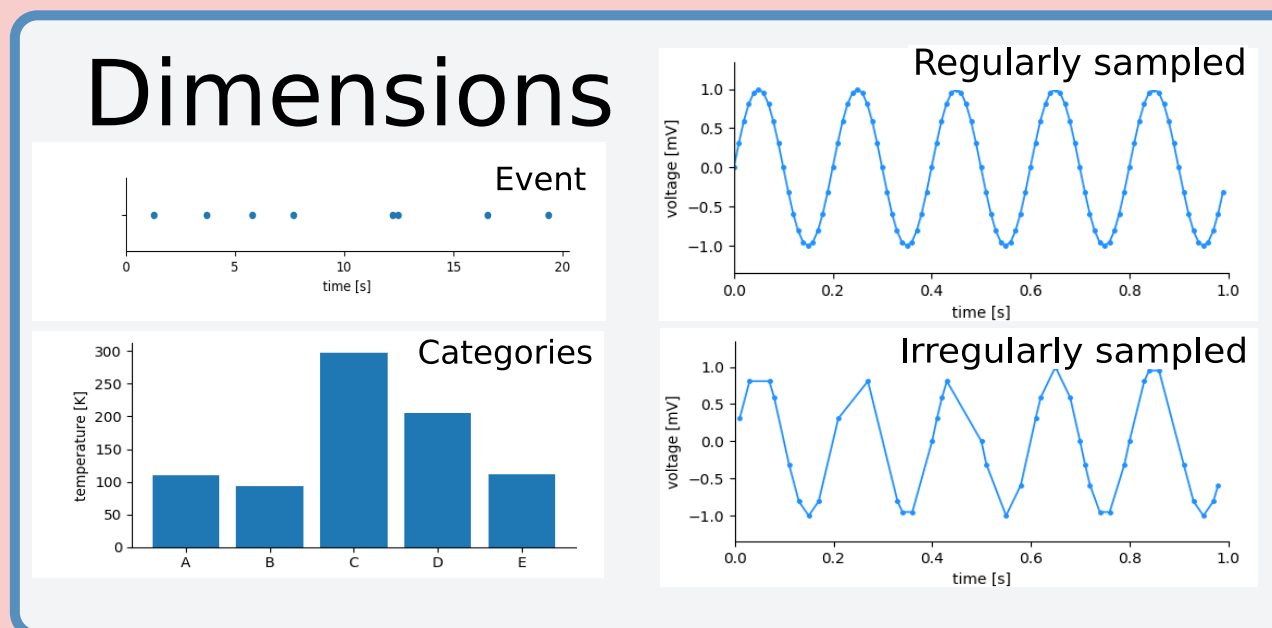 Dimensions
Event
0 5 10 15 20
time [s]
Categories
temperature [K]
300
250
200
150
100
50
0
A B C D E
Regularly sampled
voltage [mV]
1.0
0.5
0.0
−0.5
−1.0
0.0 0.2 0.4 0.6 0.8 1.0
time [s]
Irregularly sampled
voltage [mV]
1.0
0.5
0.0
−0.5
−1.0
0.0 0.2 0.4 0.6 0.8 1.0
time [s]